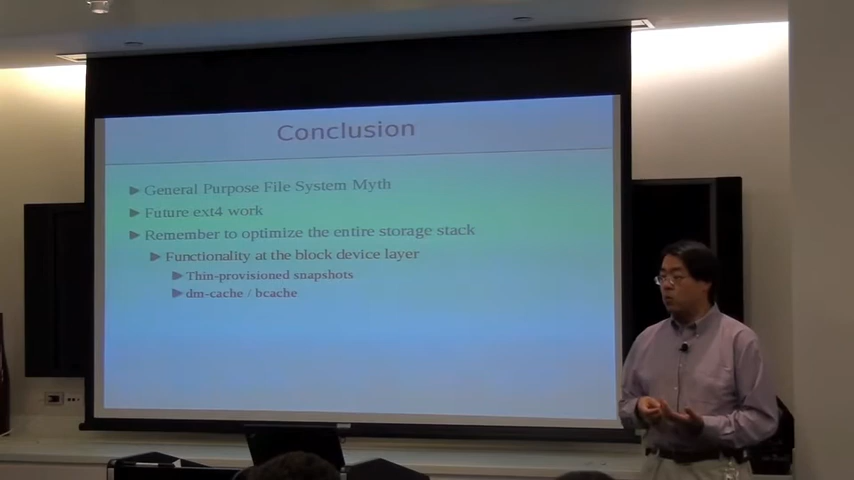 Conclusion
General Purpose File System Myth
Future ext4 work
Remember to optimize the entire storage stack
Functionality at the block device layer
Thin-provisioned snapshots
dm-cache / bcache